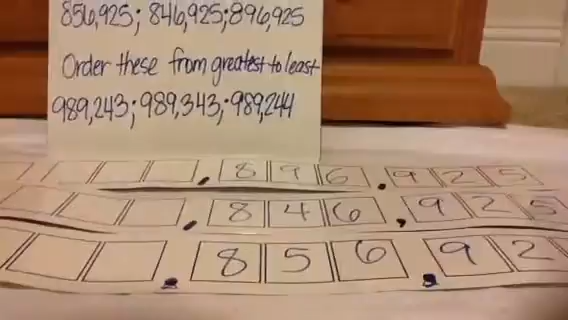 856,925; 846,925; 896,925
Order these from greatest to least
989,243; 989,343; 989,244
, 896,925
, 846,925
, 856,92